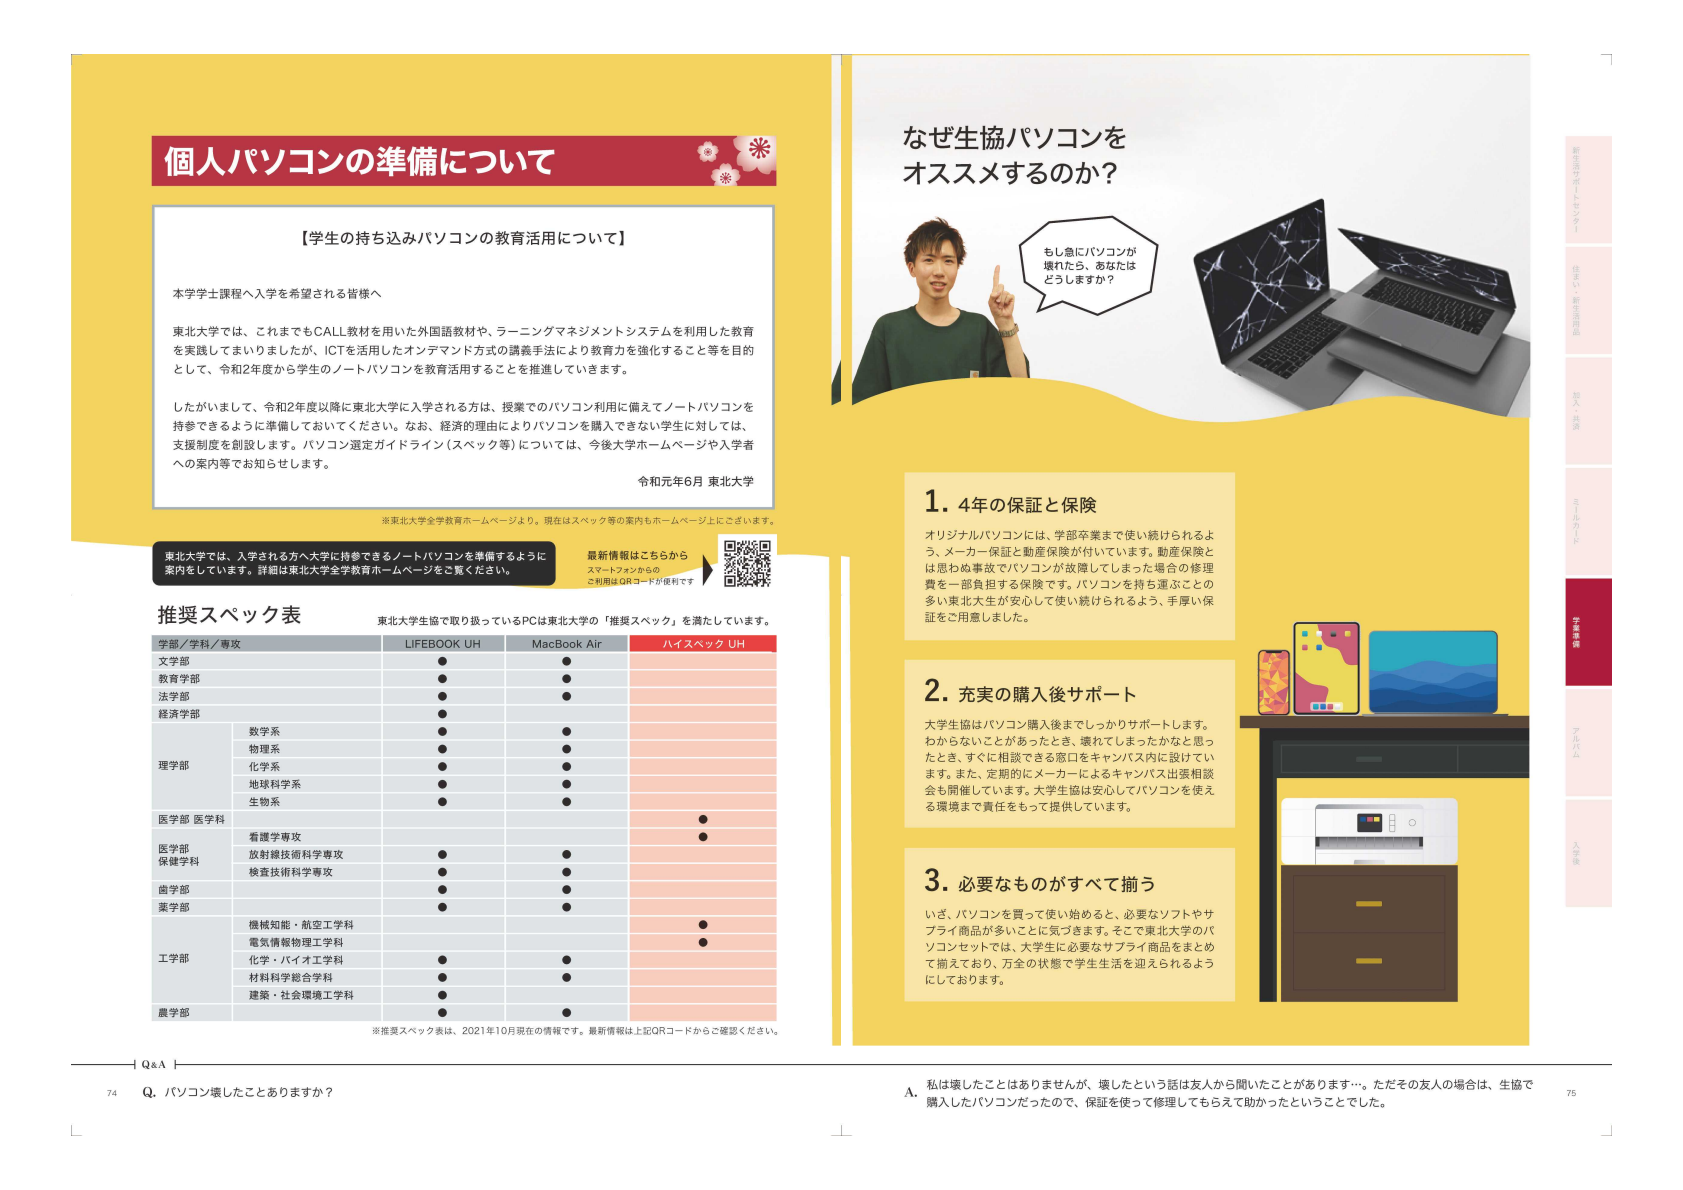 個人パソコンの準備について
【学生の持ち込みパソコンの教育活用について】
本学学士課程へ入学を希望される皆様へ
東北大学では、これまでもCALL教材を用いた外国語教材や、ラーニングマネジメントシステムを利用した教育
を実践してまいりましたが、ICTを活用したオンデマンド方式の講義手法により教育力を強化すること等を目的
として、令和2年度から学生のノートパソコンを教育活用することを推進していきます。
したがいまして、令和2年度以降に東北大学に入学される方は、授業でのパソコン利用に備えてノートパソコンを
持参できるように準備しておいてください。なお、経済的理由によりパソコンを購入できない学生に対しては、
支援制度を創設します。パソコン選定ガイドライン（スペック等）については、今後大学ホームページや入学者
への案内等でお知らせします。
令和元年6月 東北大学
※東北大学全学教育ホームページより。現在はスペック等の案内もホームページ上にございます。
東北大学では、入学される方へ大学に持参できるノートパソコンを準備するように
案内をしています。詳細は東北大学全学教育ホームページをご覧ください。
最新情報はこちらから
スマートフォンからの
ご利用はQRコードが便利です
推奨スペック表
東北大学生協で取り扱っているPCは東北大学の「推奨スペック」を満たしています。
学部／学科／専攻 LIFEBOOK UH MacBook Air ハイスペック UH
文学部 ● ●
教育学部 ● ●
法学部 ● ●
経済学部 ●
理学部
数学系 ● ●
物理系 ● ●
化学系 ● ●
地球科学系 ● ●
生物系 ● ●
医学部 医学科 ●
医学部
保健学科
看護学専攻 ●
放射線技術科学専攻 ● ●
検査技術科学専攻 ● ●
歯学部 ● ●
薬学部 ● ●
工学部
機械知能・航空工学科 ●
電気情報物理工学科 ●
化学・バイオ工学科 ● ●
材料科学総合学科 ● ●
建築・社会環境工学科 ●
農学部 ● ●
※推奨スペック表は、2021年10月現在の情報です。最新情報は上記QRコードからご確認ください。
Q&A
74
Q. パソコン壊したことありますか？
なぜ生協パソコンを
オススメするのか？
もし急にパソコンが
壊れたら、あなたは
どうしますか？
1. 4年の保証と保険
オリジナルパソコンには、学部卒業まで使い続けられるよ
う、メーカー保証と動産保険が付いています。動産保険と
は思わぬ事故でパソコンが故障してしまった場合の修理
費を一部負担する保険です。パソコンを持ち運ぶことの
多い東北大生が安心して使い続けられるよう、手厚い保
証をご用意しました。
2. 充実の購入後サポート
大学生協はパソコン購入後までしっかりサポートします。
わからないことがあったとき、壊れてしまったかなと思っ
たとき、すぐに相談できる窓口をキャンパス内に設けてい
ます。また、定期的にメーカーによるキャンパス出張相談
会も開催しています。大学生協は安心してパソコンを使え
る環境まで責任をもって提供しています。
3. 必要なものがすべて揃う
いざ、パソコンを買って使い始めると、必要なソフトやサ
プライ商品が多いことに気づきます。そこで東北大学のパ
ソコンセットでは、大学生に必要なサプライ商品をまとめ
て揃えており、万全の状態で学生生活を迎えられるよう
にしております。
A. 私は壊したことはありませんが、壊したという話は友人から聞いたことがあります…。ただその友人の場合は、生協で
購入したパソコンだったので、保証を使って修理してもらえて助かったということでした。
75
新生活サポートセンター
住まい・新生活用品
加入・共済
ミールカード
学業準備
アルバム
入学後